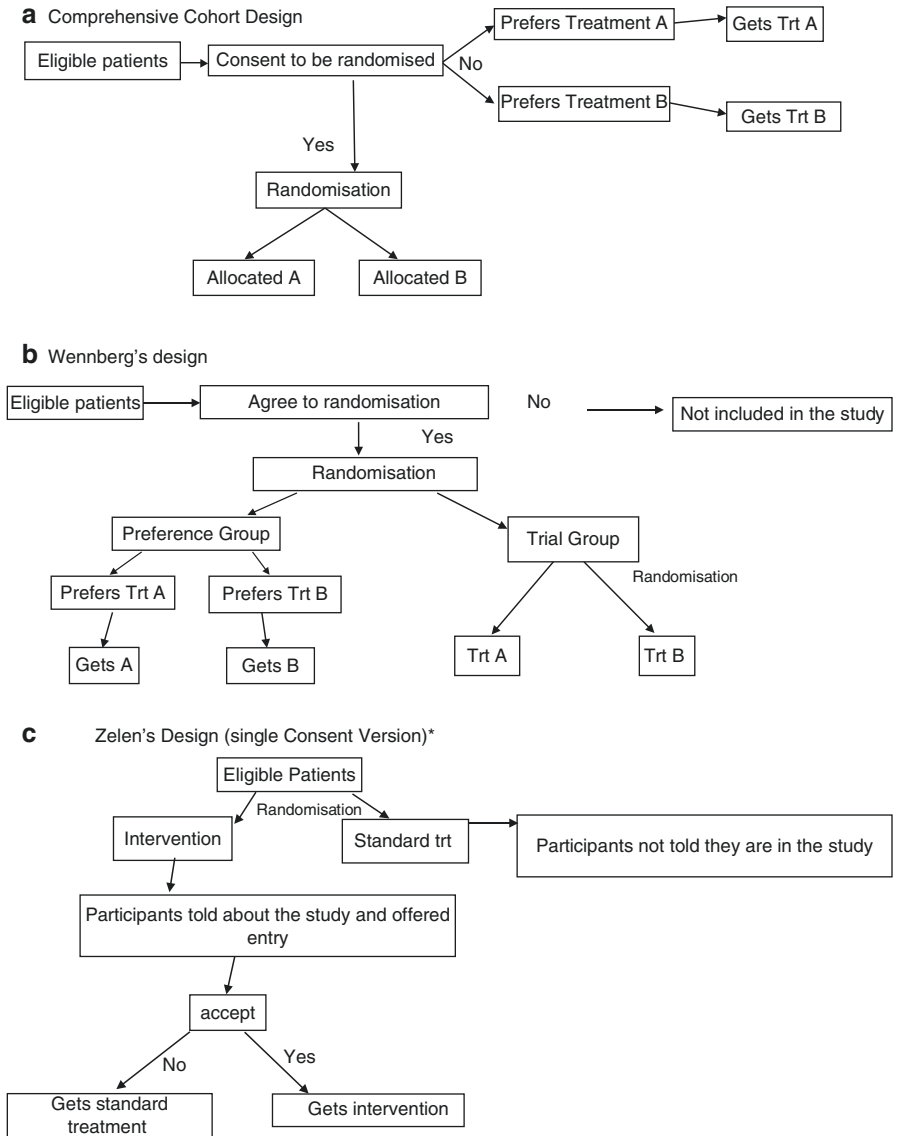 a Comprehensive Cohort Design
Prefers Treatment A
Gets Trt A
Eligible patients
Consent to be randomised
No
Prefers Treatment B
Gets Trt B
Yes
Randomisation
Allocated A
Allocated B
b Wennberg's design
Eligible patients
Agree to randomisation
No
Not included in the study
Yes
Randomisation
Preference Group
Trial Group
Randomisation
Prefers Trt A
Prefers Trt B
Gets A
Gets B
Trt A
Trt B
c Zelen's Design (single Consent Version)*
Eligible Patients
Randomisation
Intervention
Standard trt
Participants not told they are in the study
Participants told about the study and offered
entry
accept
No
Yes
Gets standard
treatment
Gets intervention